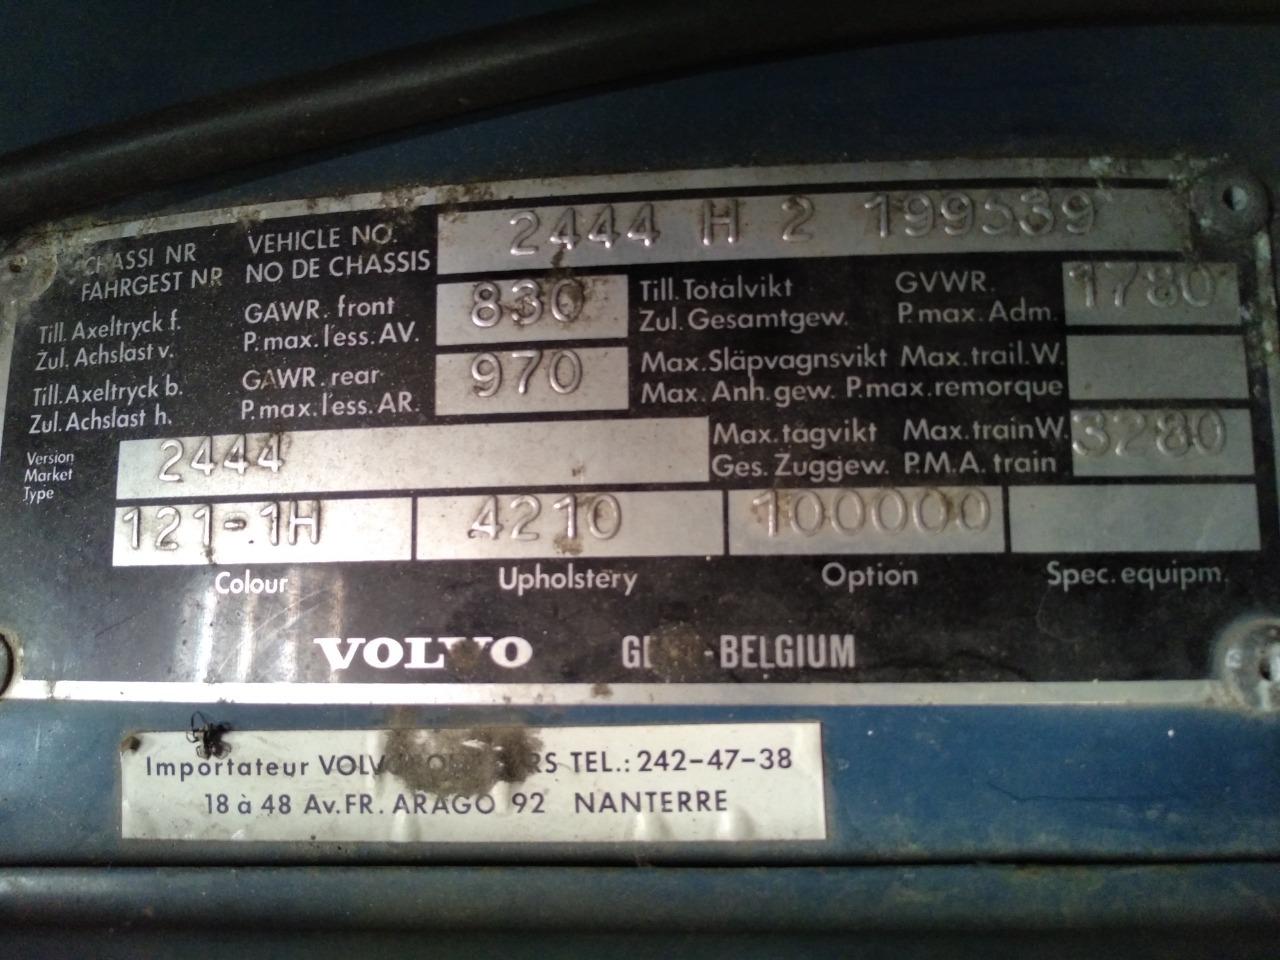 CHASSI NR VEHICLE NO. 2444 H 2 199539
FAHRGEST NR NO DE CHASSIS
Till. Axeltryck f. GAWR. front 830 Till. Totalvikt GVWR. 1780
Zul. Achslast v. P. max. l'ess. AV. Zul. Gesamtgew. P. max. Adm.
Till. Axeltryck b. GAWR. rear 970 Max. Släpvagnsvikt Max. trail. W.
Zul. Achslast h. P. max. l'ess. AR. Max. Anh. gew. P. max. remorque
Version 2444 Max. tågvikt Max. train W. 3280
Market Ges. Zuggew. P.M.A. train
Type
121-1H 4210 100000
Colour Upholstery Option Spec. equipm.
VOLVO BELGIUM
Importateur TEL.: 242-47-38
18 à 48 Av. FR. ARAGO 92 NANTERRE